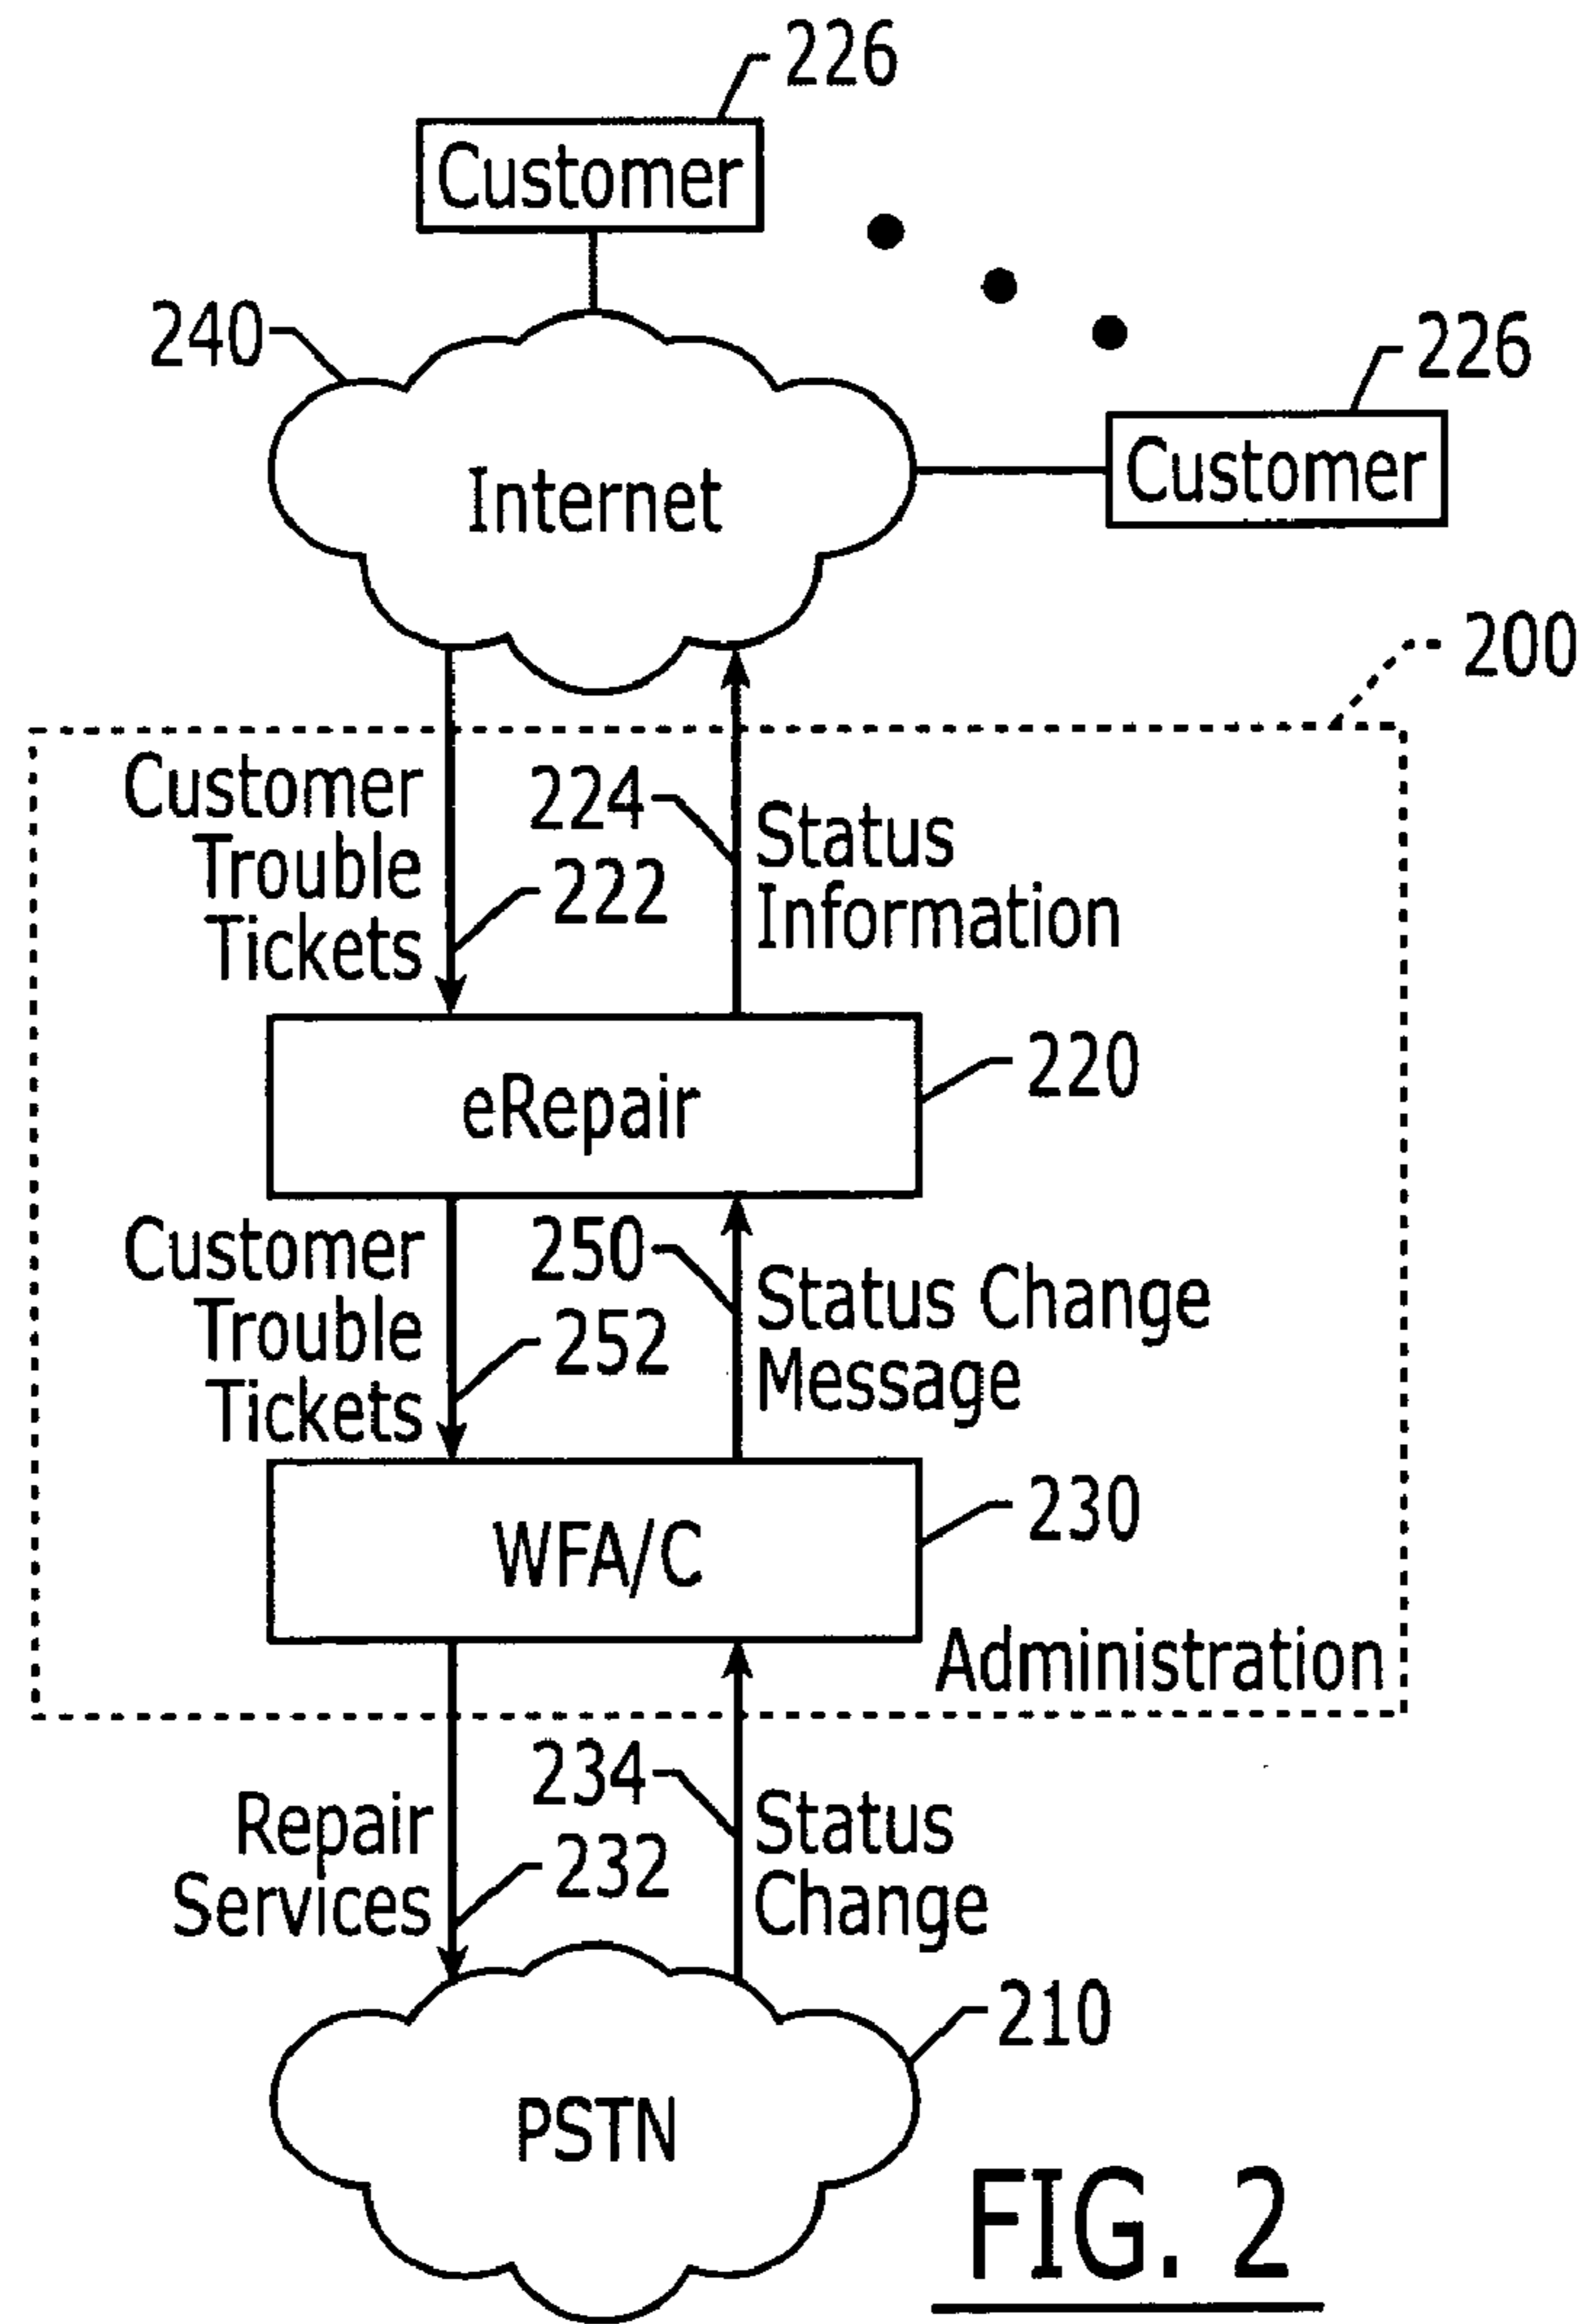 226
Customer
240
226
Internet
Customer
200
Customer
Trouble
Tickets
224
222
Status
Information
eRepair
220
Customer
Trouble
Tickets
250
252
Status Change
Message
WFA/C
230
Administration
Repair
Services
234
232
Status
Change
210
PSTN
FIG. 2